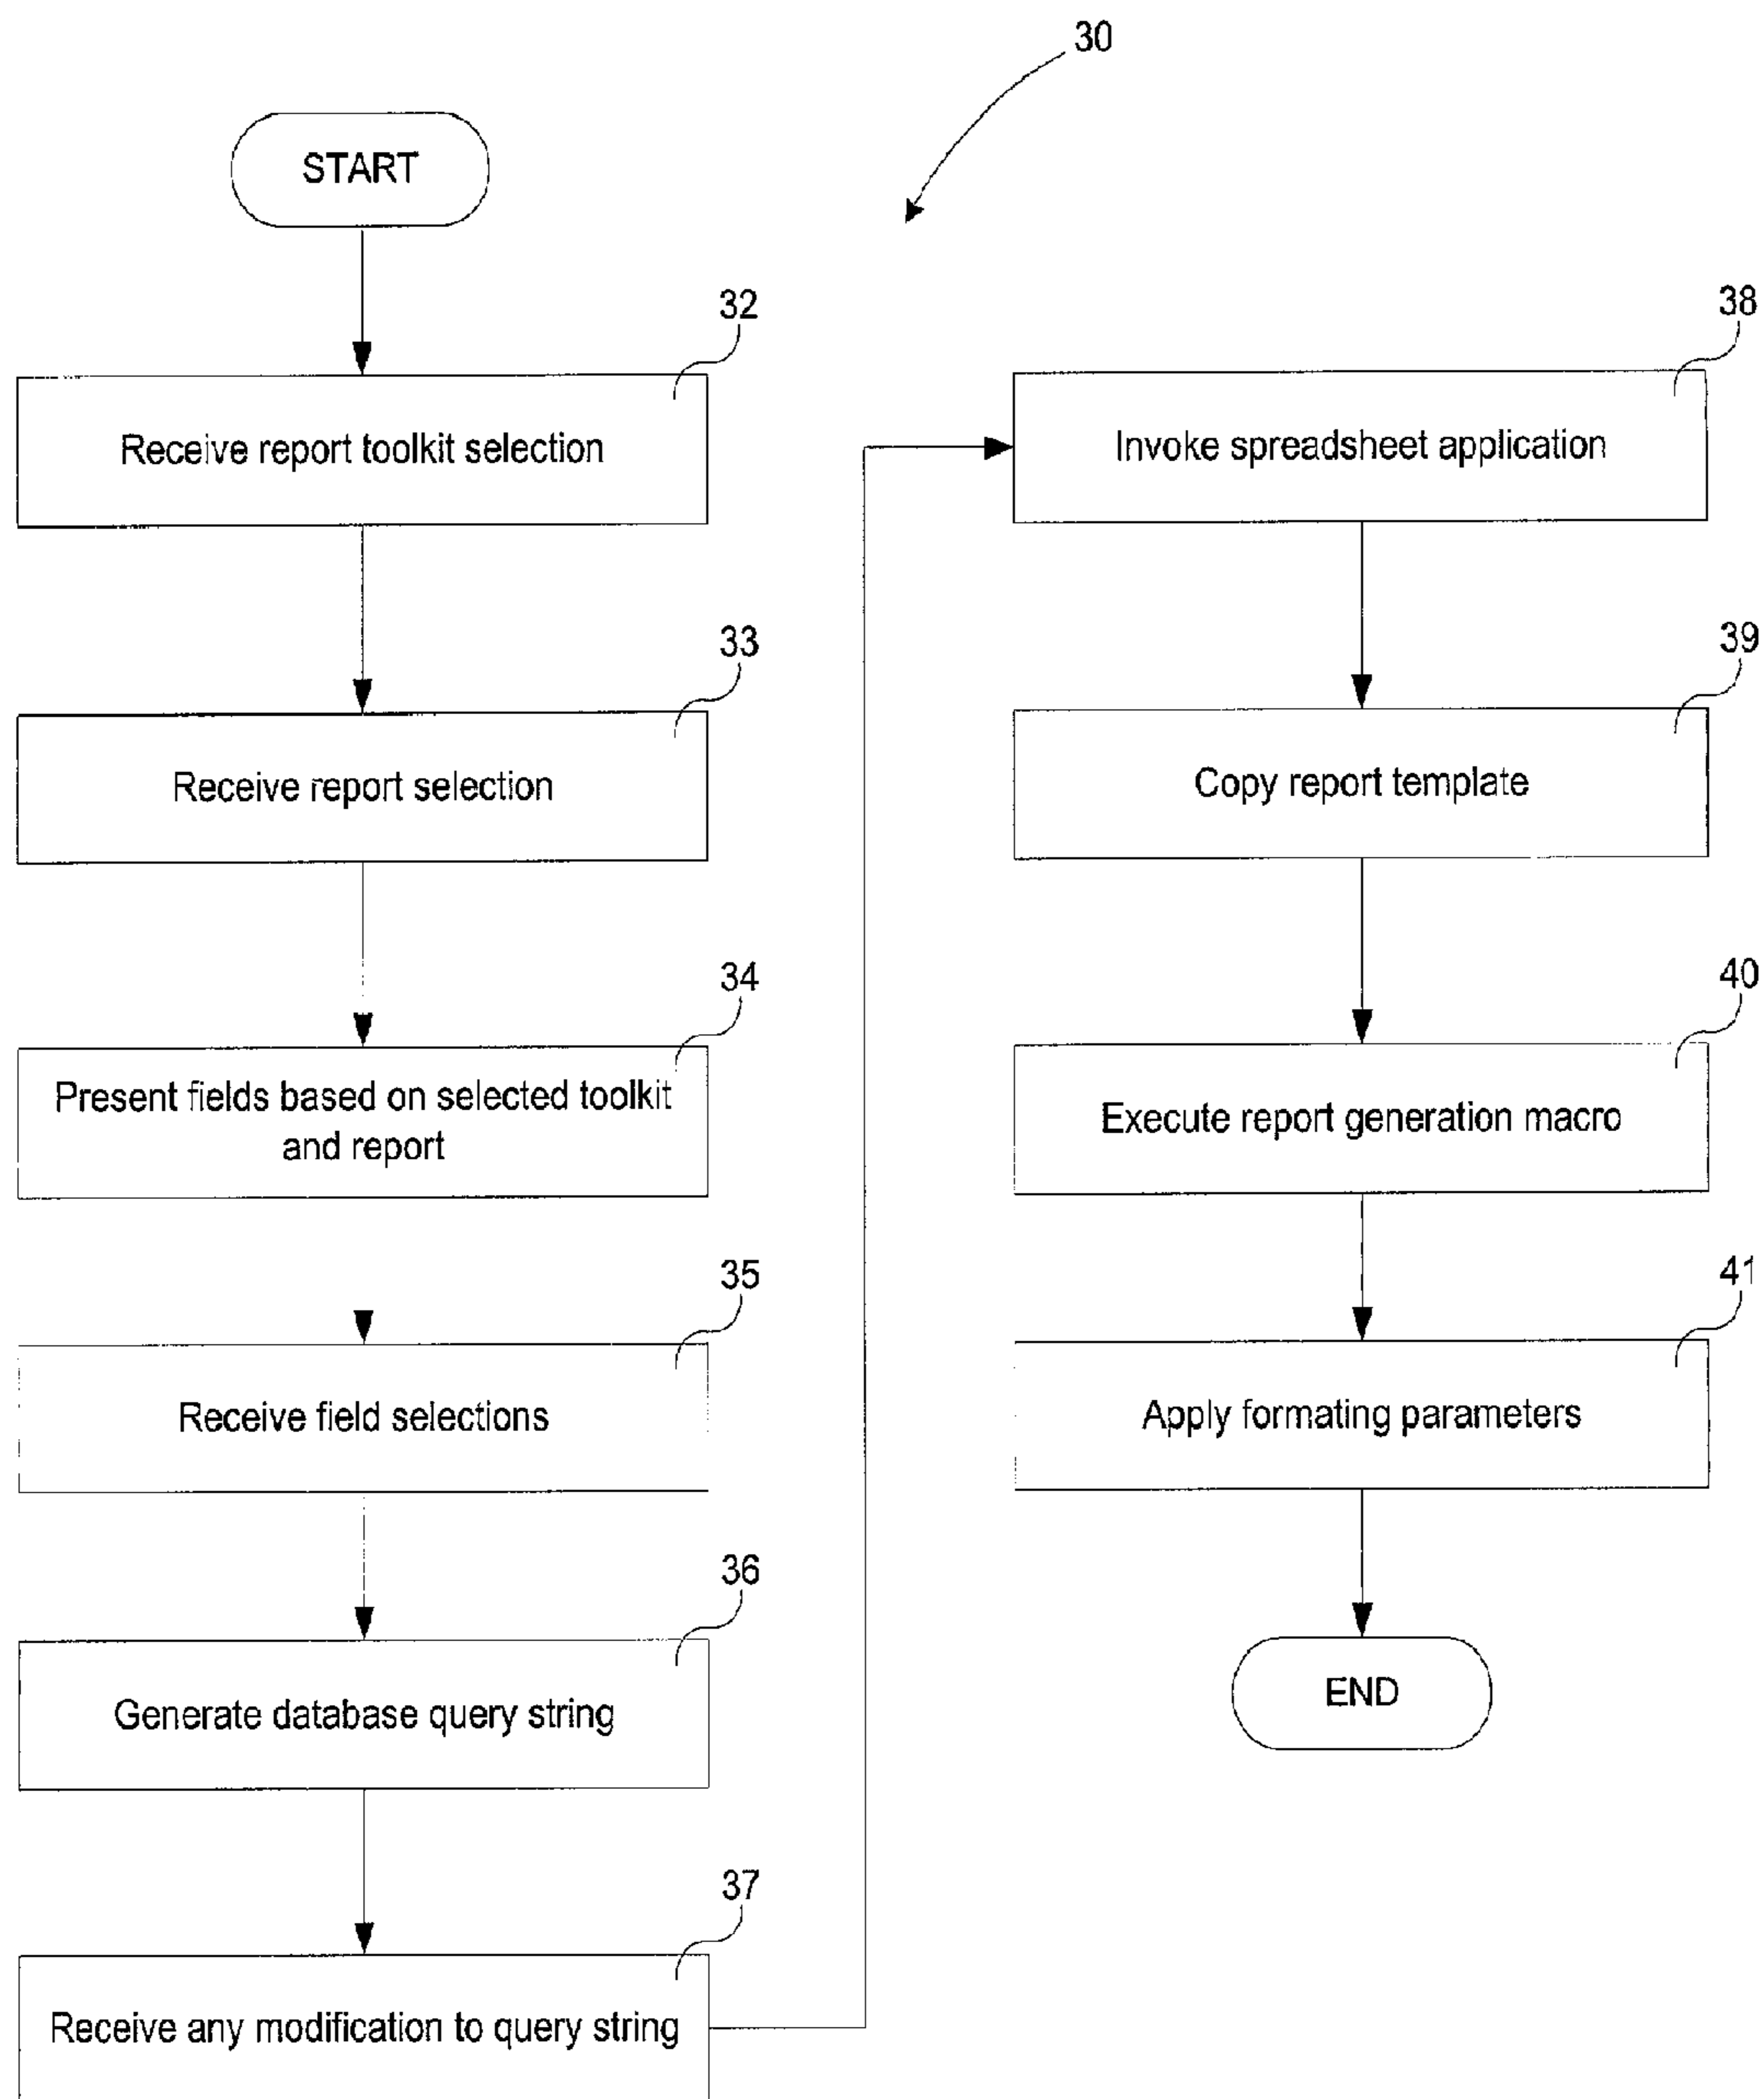 30
START
32
Receive report toolkit selection
33
Receive report selection
34
Present fields based on selected toolkit
and report
35
Receive field selections
36
Generate database query string
37
Receive any modification to query string
38
Invoke spreadsheet application
39
Copy report template
40
Execute report generation macro
41
Apply formating parameters
END